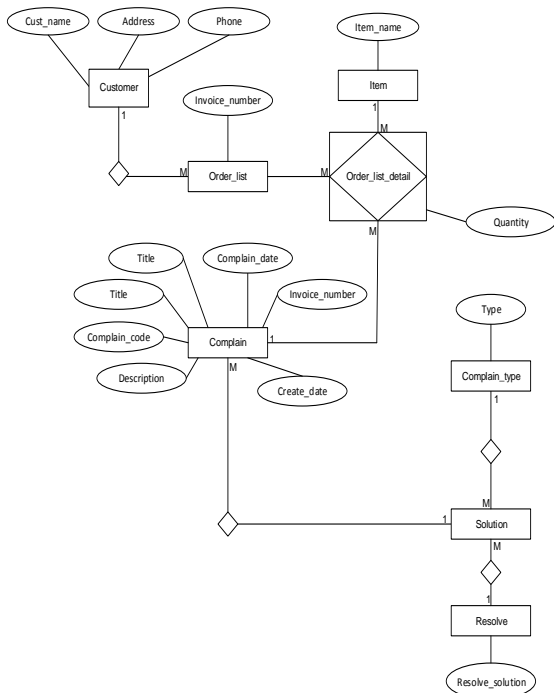 Cust_name
Address
Phone
Item_name
Customer
Item
1
1
Invoice_number
M
M
Order_list
M
Order_list_detail
Quantity
M
Title
Complain_date
Title
Invoice_number
Type
Complain_code
Complain
1
M
Description
Create_date
Complain_type
1
M
1
Solution
M
1
Resolve
Resolve_solution